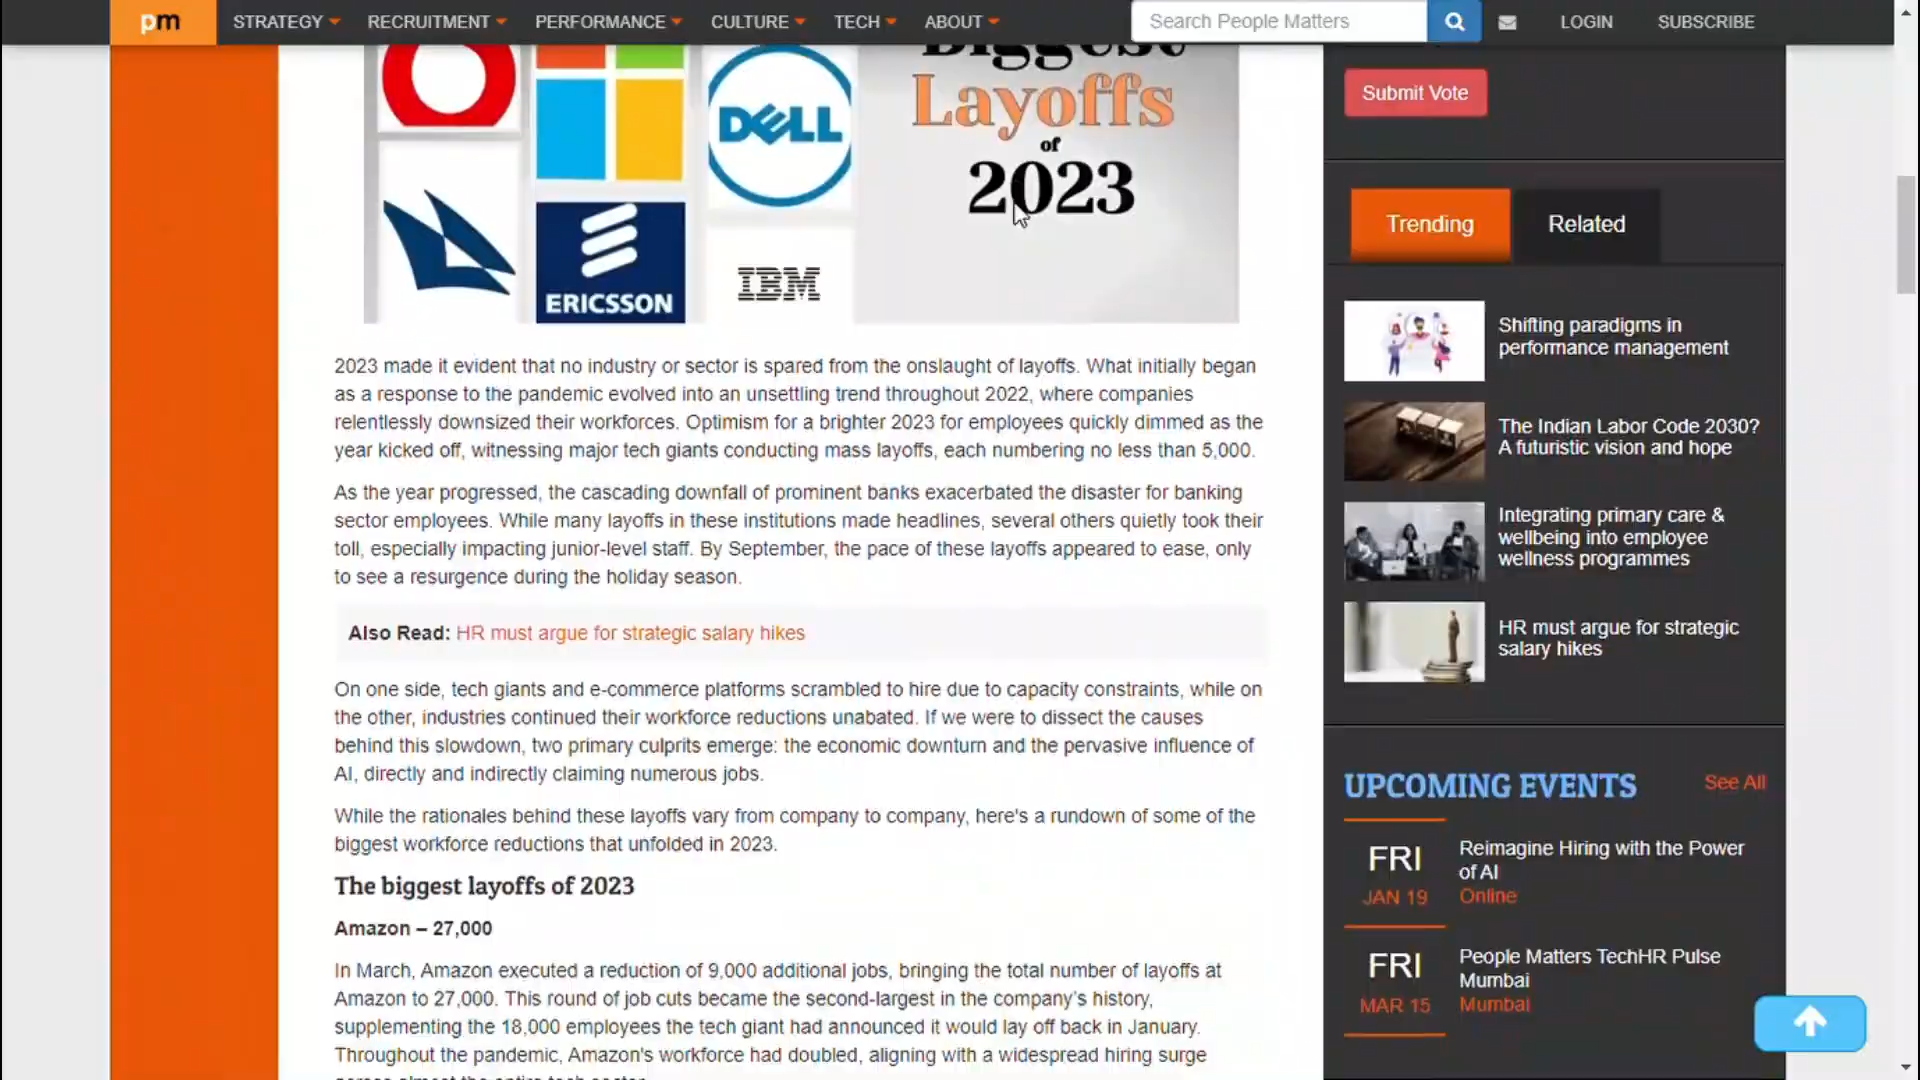 pm
STRATEGY
RECRUITMENT
PERFORMANCE
CULTURE
TECH
ABOUT
Search People Matters
LOGIN
SUBSCRIBE
DELL
ERICSSON
IBM
Biggest
Layoffs
of
2023
2023 made it evident that no industry or sector is spared from the onslaught of layoffs. What initially began
as a response to the pandemic evolved into an unsettling trend throughout 2022, where companies
relentlessly downsized their workforces. Optimism for a brighter 2023 for employees quickly dimmed as the
year kicked off, witnessing major tech giants conducting mass layoffs, each numbering no less than 5,000.
As the year progressed, the cascading downfall of prominent banks exacerbated the disaster for banking
sector employees. While many layoffs in these institutions made headlines, several others quietly took their
toll, especially impacting junior-level staff. By September, the pace of these layoffs appeared to ease, only
to see a resurgence during the holiday season.
Also Read: HR must argue for strategic salary hikes
On one side, tech giants and e-commerce platforms scrambled to hire due to capacity constraints, while on
the other, industries continued their workforce reductions unabated. If we were to dissect the causes
behind this slowdown, two primary culprits emerge: the economic downturn and the pervasive influence of
AI, directly and indirectly claiming numerous jobs.
While the rationales behind these layoffs vary from company to company, here's a rundown of some of the
biggest workforce reductions that unfolded in 2023.
The biggest layoffs of 2023
Amazon – 27,000
In March, Amazon executed a reduction of 9,000 additional jobs, bringing the total number of layoffs at
Amazon to 27,000. This round of job cuts became the second-largest in the company's history,
supplementing the 18,000 employees the tech giant had announced it would lay off back in January.
Throughout the pandemic, Amazon's workforce had doubled, aligning with a widespread hiring surge
Submit Vote
Trending
Related
Shifting paradigms in
performance management
The Indian Labor Code 2030?
A futuristic vision and hope
Integrating primary care &
wellbeing into employee
wellness programmes
HR must argue for strategic
salary hikes
UPCOMING EVENTS
See All
FRI
JAN 19
Reimagine Hiring with the Power
of AI
Online
FRI
MAR 15
People Matters TechHR Pulse
Mumbai
Mumbai